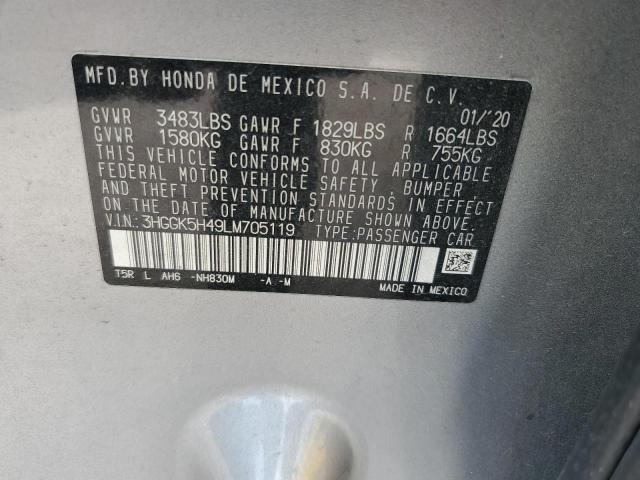 MFD.BY HONDA DE MEXICO S.A. DE C.V.
01/'20
GVWR 3483LBS GAWR F 1829LBS R 1664LBS
GVWR 1580KG GAWR F 830KG R 755KG
THIS VEHICLE CONFORMS TO ALL APPLICABLE
FEDERAL MOTOR VEHICLE SAFETY, BUMPER
AND THEFT PREVENTION STANDARDS IN EFFECT
ON THE DATE OF MANUFACTURE SHOWN ABOVE.
V.I.N.: 3HGGK5H49LM705119 TYPE:PASSENGER CAR
T5R L AH6 -NH830M -A -M
MADE IN MEXICO